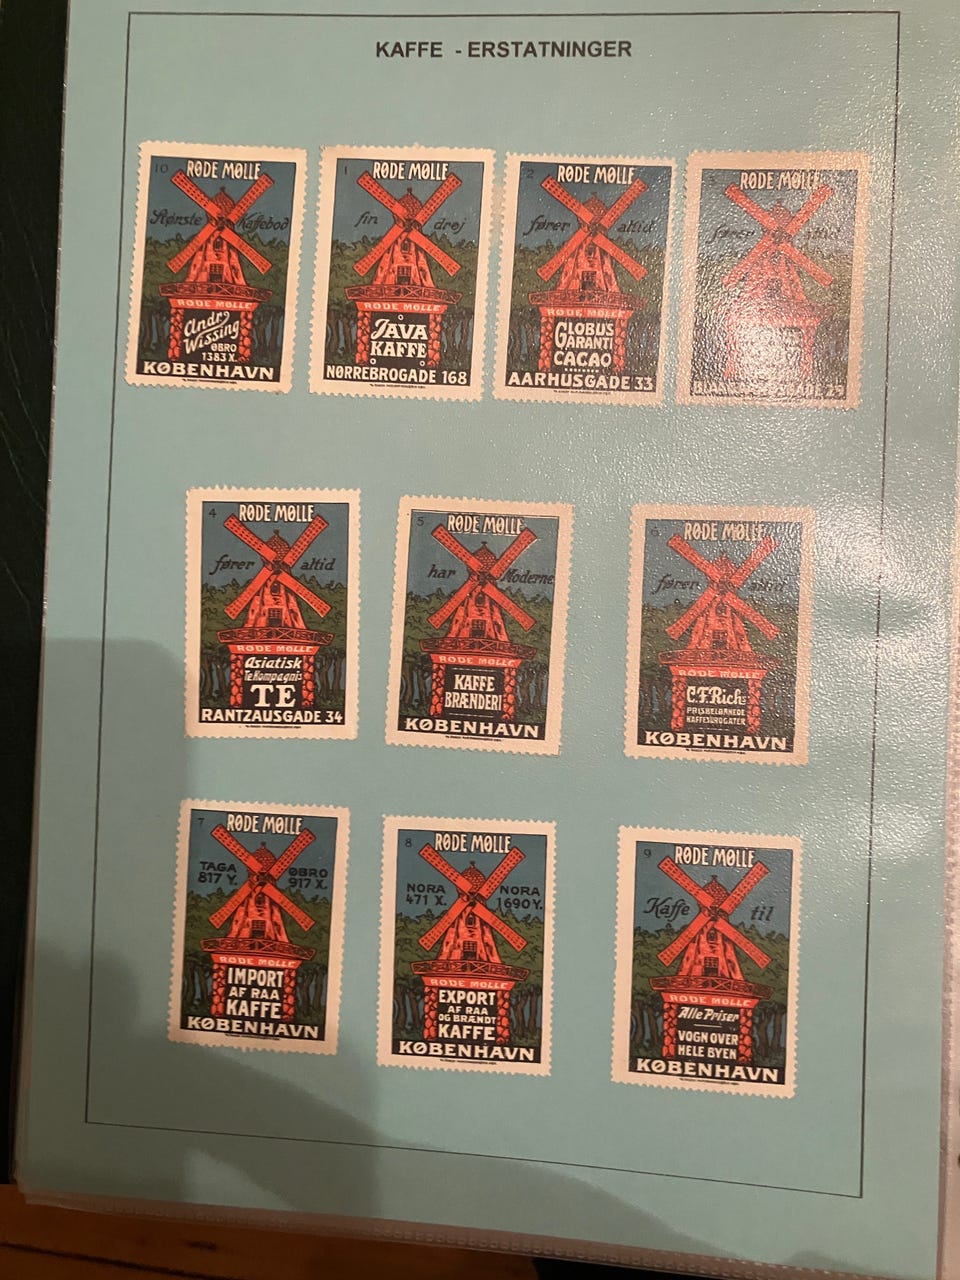 KAFFE - ERSTATNINGER
10
RØDE MØLLE
Største Kaffebod
RØDE MØLLE
Andr. Wissing
ØBRO
1383 X.
KØBENHAVN
1
RØDE MØLLE
fin drej
RØDE MØLLE
JAVA
KAFFE
NØRREBROGADE 168
2
RØDE MØLLE
fører altid
RØDE MØLLE
GLOBUS
GARANTI
CACAO
AARHUSGADE 33
RØDE MØLLE
fører altid
4
RØDE MØLLE
fører altid
RØDE MØLLE
Asiatisk
Te Kompagnis
TE
RANTZAUSGADE 34
5
RØDE MØLLE
har Moderne
RØDE MØLLE
KAFFE
BRÆNDERI
KØBENHAVN
6
RØDE MØLLE
fører altid
RØDE MØLLE
C.F. Rich's
PRISBELØNNEDE
KAFFESUROGATER
KØBENHAVN
7
RØDE MØLLE
TAGA ØBRO
817 Y. 917 X.
RØDE MØLLE
IMPORT
AF RAA
KAFFE
KØBENHAVN
8
RØDE MØLLE
NORA NORA
471 X. 1690 Y.
RØDE MØLLE
EXPORT
AF RAA
OG BRÆNDT
KAFFE
KØBENHAVN
9
RØDE MØLLE
Kaffe til
RØDE MØLLE
Alle Priser
VOGN OVER
HELE BYEN
KØBENHAVN